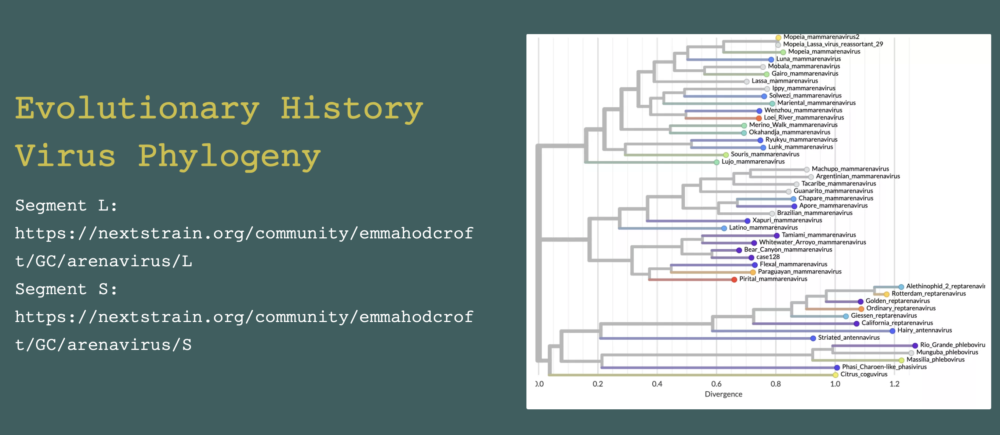 Evolutionary History
Virus Phylogeny
Segment L:
https://nextstrain.org/community/emmahodcrof
t/GC/arenavirus/L
Segment S:
https://nextstrain.org/community/emmahodcrof
t/GC/arenavirus/S
Mopeia_mammarenavirus2
Mopeia_Lassa_virus_reassortant_29
Mopeia_mammarenavirus
Luna_mammarenavirus
Mobala_mammarenavirus
Gairo_mammarenavirus
Lassa_mammarenavirus
Ippy_mammarenavirus
Solwezi_mammarenavirus
Mariental_mammarenavirus
Wenzhou_mammarenavirus
Loei_River_mammarenavirus
Merino_Walk_mammarenavirus
Okahandja_mammarenavirus
Ryukyu_mammarenavirus
Lunk_mammarenavirus
Souris_mammarenavirus
Lujo_mammarenavirus
Machupo_mammarenavirus
Argentinian_mammarenavirus
Tacaribe_mammarenavirus
Guanarito_mammarenavirus
Chapare_mammarenavirus
Apore_mammarenavirus
Brazilian_mammarenavirus
Xapuri_mammarenavirus
Latino_mammarenavirus
Tamiami_mammarenavirus
Whitewater_Arroyo_mammarenavirus
Bear_Canyon_mammarenavirus
case128
Flexal_mammarenavirus
Paraguayan_mammarenavirus
Pirital_mammarenavirus
Alethinophid_2_reptarenavir
Rotterdam_reptarenavirus
Golden_reptarenavirus
Ordinary_reptarenavirus
Giessen_reptarenavirus
California_reptarenavirus
Hairy_antennavirus
Striated_antennavirus
Rio_Grande_phleboviru
Munguba_phlebovirus
Massilia_phlebovirus
Phasi_Charoen-like_phasivirus
Citrus_coguvirus
0.0 0.2 0.4 0.6 0.8 1.0 1.2
Divergence